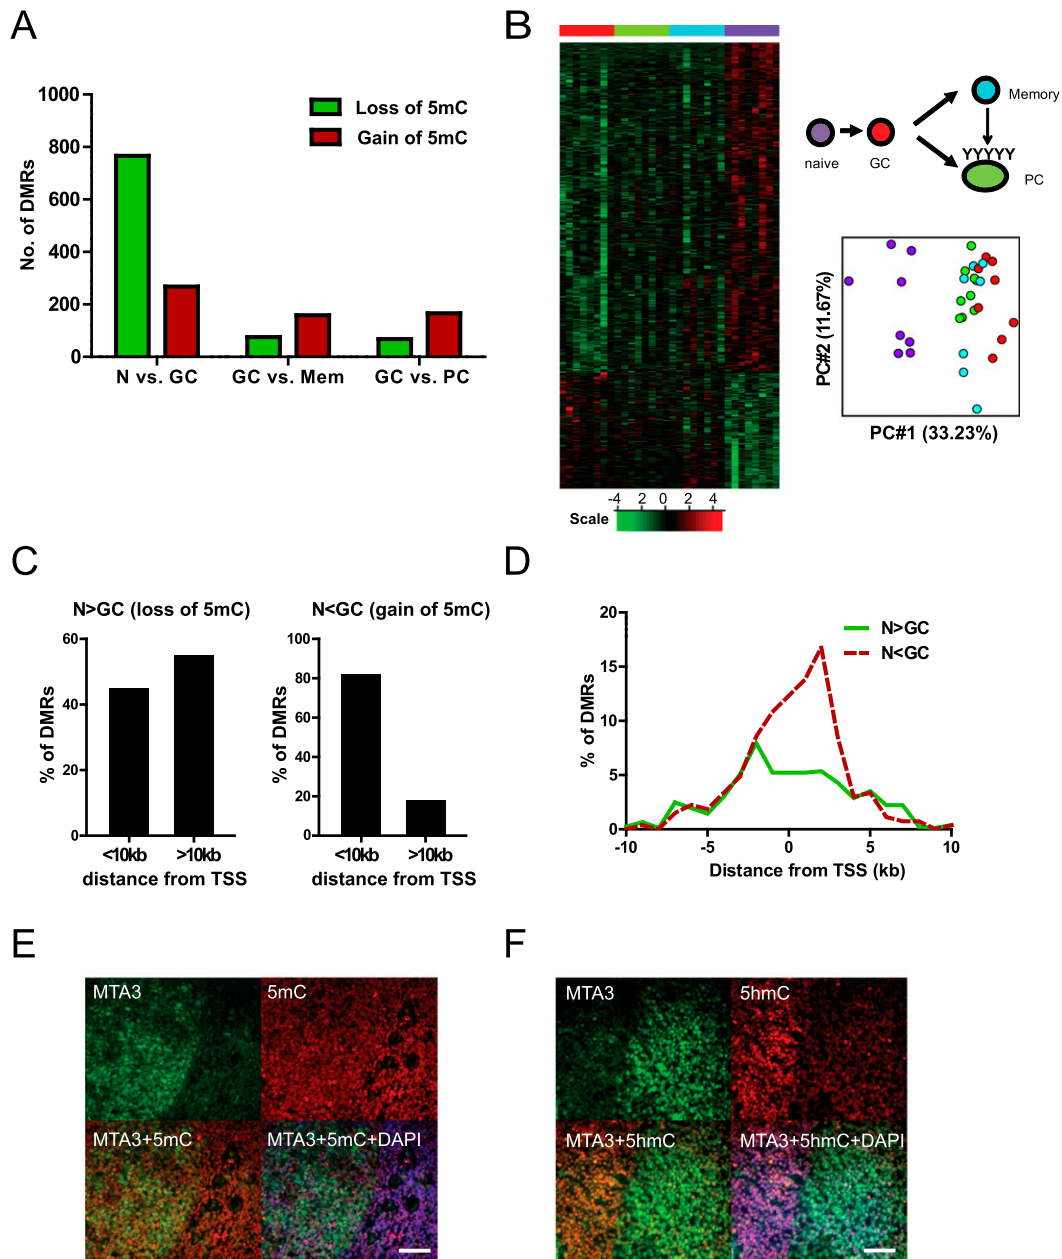 A
1000
800
600
400
200
0
No. of DMRs
Loss of 5mC
Gain of 5mC
N vs. GC
GC vs. Mem
GC vs. PC
B
-4 2 0 2 4
Scale
naive
GC
Memory
YYYYY
PC
PC#2 (11.67%)
PC#1 (33.23%)
C
N>GC (loss of 5mC)
60
40
20
0
% of DMRs
<10kb >10kb
distance from TSS
N<GC (gain of 5mC)
100
80
60
40
20
0
% of DMRs
<10kb >10kb
distance from TSS
D
20
15
10
5
0
% of DMRs
N>GC
N<GC
-10 -5 0 5 10
Distance from TSS (kb)
E
MTA3
5mC
MTA3+5mC
MTA3+5mC+DAPI
F
MTA3
5hmC
MTA3+5hmC
MTA3+5hmC+DAPI